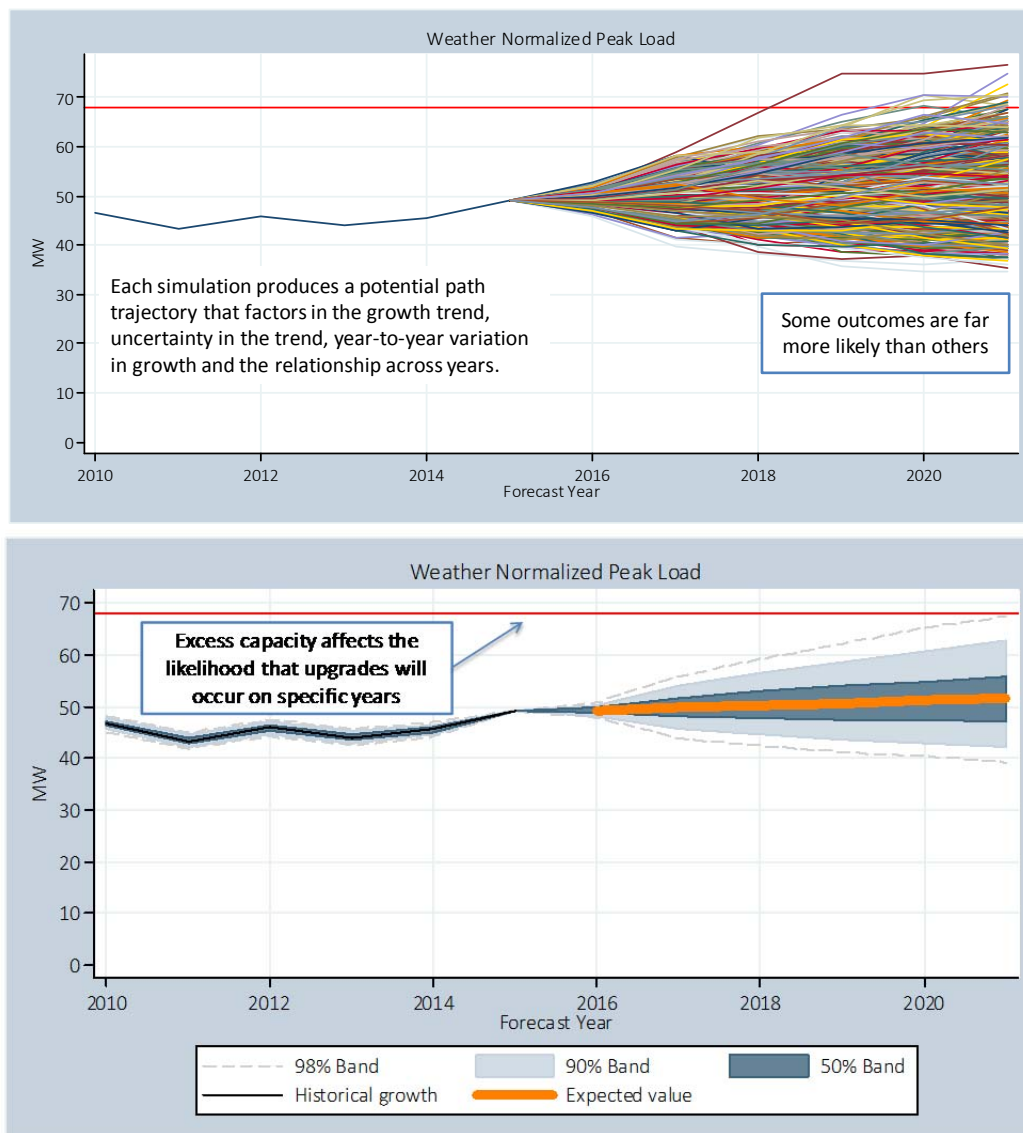 Weather Normalized Peak Load
70
60
50
40
30
20
10
0
MW
Each simulation produces a potential path
trajectory that factors in the growth trend,
uncertainty in the trend, year-to-year variation
in growth and the relationship across years.
Some outcomes are far
more likely than others
2010
2012
2014
2016
2018
2020
Forecast Year
Weather Normalized Peak Load
70
60
50
40
30
20
10
0
MW
Excess capacity affects the
likelihood that upgrades will
occur on specific years
2010
2012
2014
2016
2018
2020
Forecast Year
98% Band
90% Band
50% Band
Historical growth
Expected value